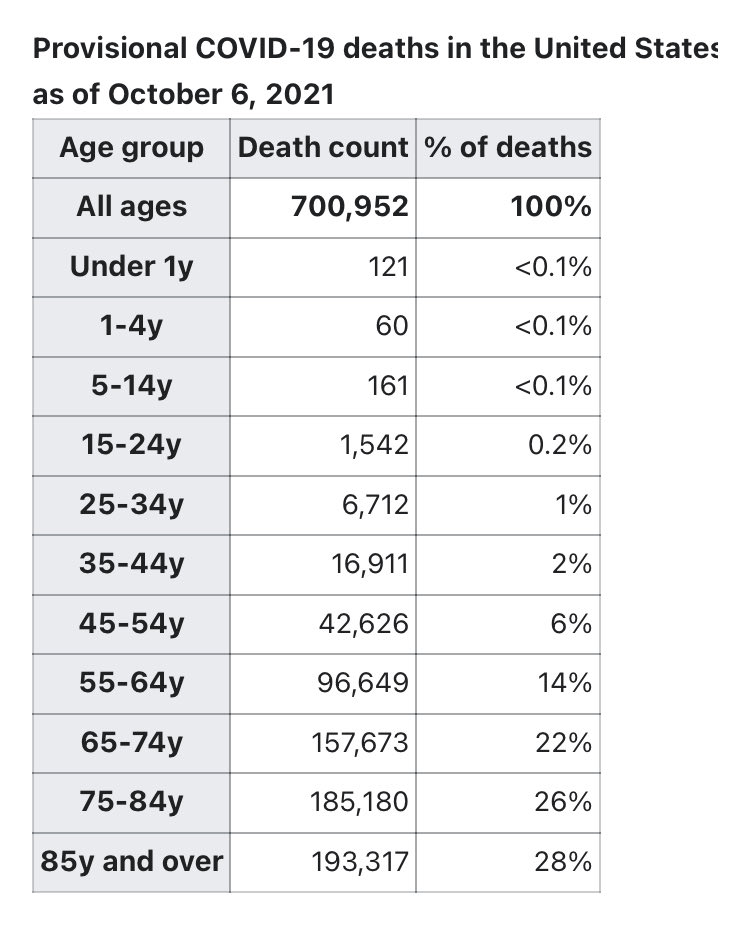 Provisional COVID-19 deaths in the United States
as of October 6, 2021
Age group Death count % of deaths
All ages 700,952 100%
Under 1y 121 <0.1%
1-4y 60 <0.1%
5-14y 161 <0.1%
15-24y 1,542 0.2%
25-34y 6,712 1%
35-44y 16,911 2%
45-54y 42,626 6%
55-64y 96,649 14%
65-74y 157,673 22%
75-84y 185,180 26%
85y and over 193,317 28%